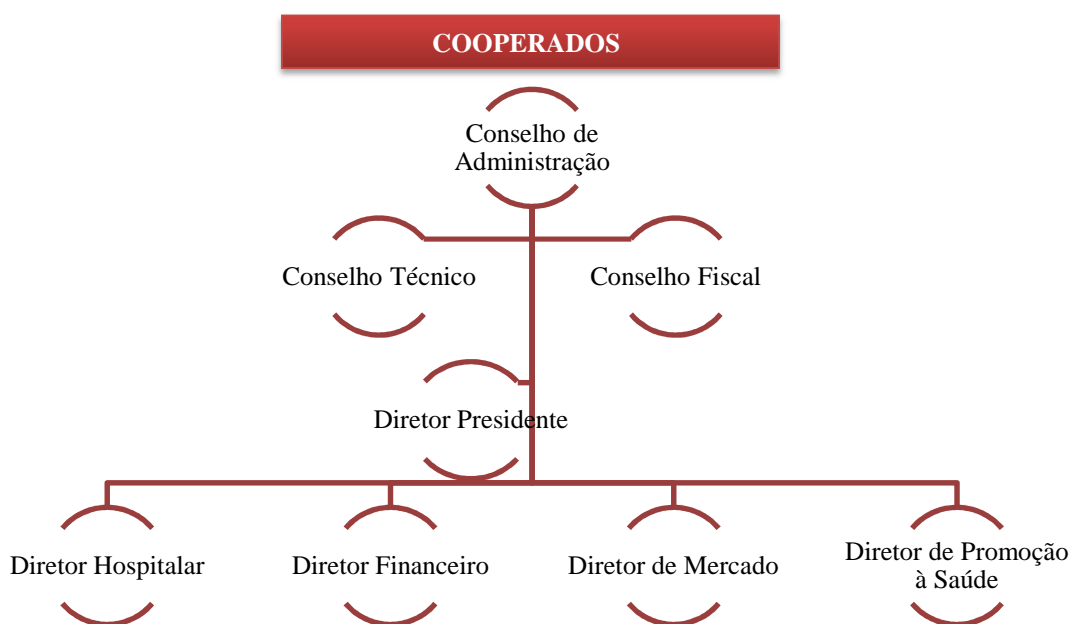 COOPERADOS
Conselho de
Administração
Conselho Técnico
Conselho Fiscal
Diretor Presidente
Diretor Hospitalar
Diretor Financeiro
Diretor de Mercado
Diretor de Promoção
à Saúde